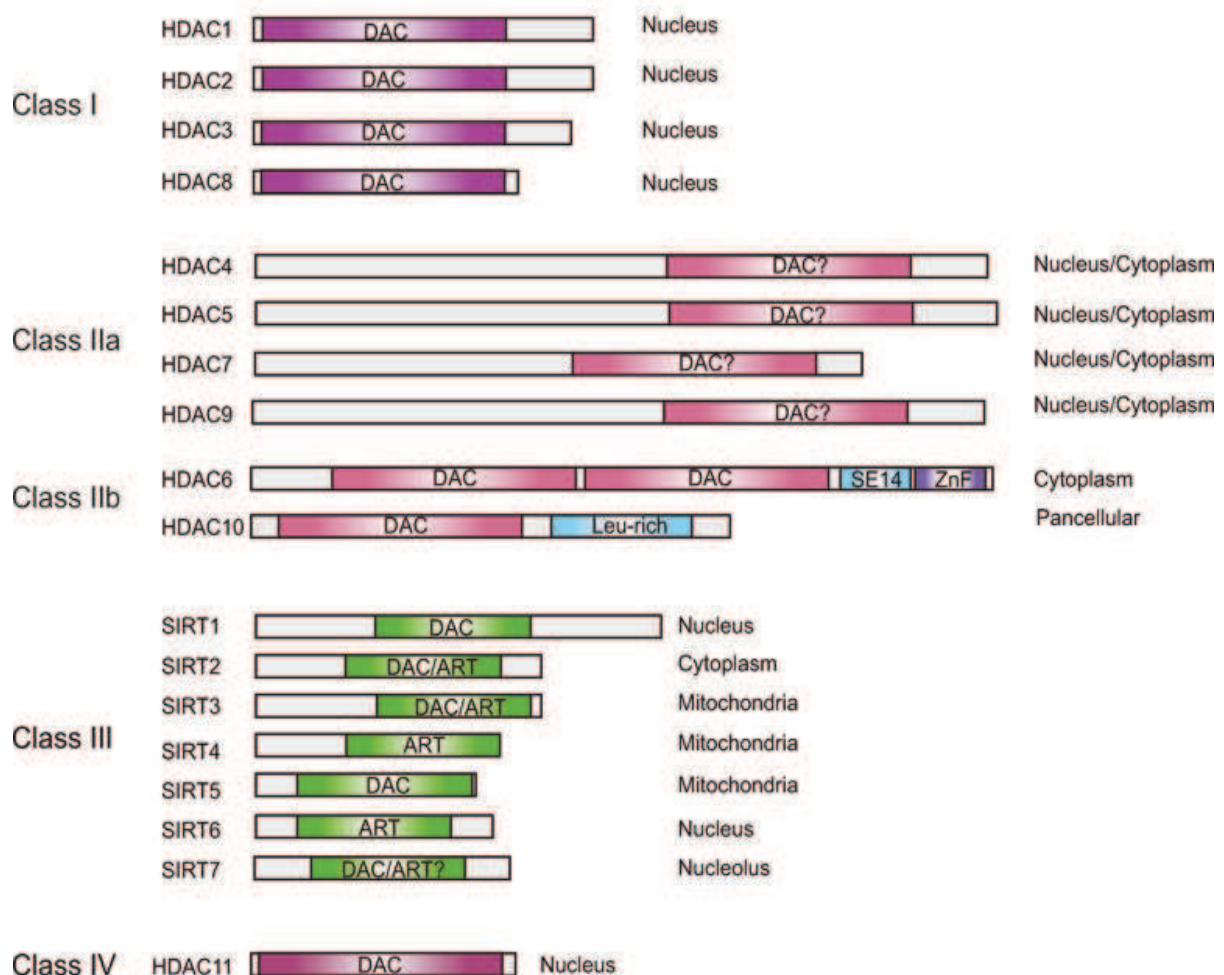 HDAC1 DAC Nucleus
HDAC2 DAC Nucleus
Class I
HDAC3 DAC Nucleus
HDAC8 DAC Nucleus
HDAC4 DAC? Nucleus/Cytoplasm
HDAC5 DAC? Nucleus/Cytoplasm
Class IIa
HDAC7 DAC? Nucleus/Cytoplasm
HDAC9 DAC? Nucleus/Cytoplasm
HDAC6 DAC DAC SE14 ZnF Cytoplasm
Class IIb
HDAC10 DAC Leu-rich Pancellular
SIRT1 DAC Nucleus
SIRT2 DAC/ART Cytoplasm
SIRT3 DAC/ART Mitochondria
Class III
SIRT4 ART Mitochondria
SIRT5 DAC Mitochondria
SIRT6 ART Nucleus
SIRT7 DAC/ART? Nucleolus
Class IV HDAC11 DAC Nucleus